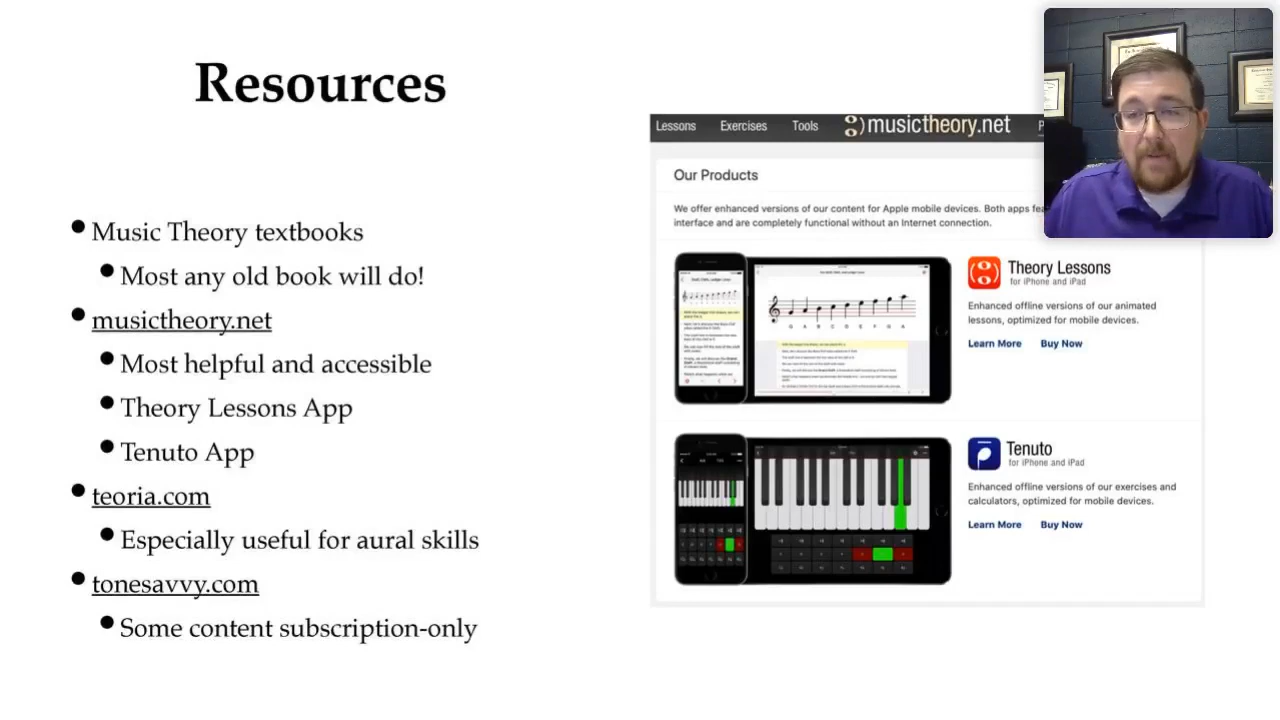 Resources
• Music Theory textbooks
• Most any old book will do!
• musictheory.net
• Most helpful and accessible
• Theory Lessons App
• Tenuto App
• teoria.com
• Especially useful for aural skills
• tonesavvy.com
• Some content subscription-only
Lessons Exercises Tools musictheory.net
Our Products
We offer enhanced versions of our content for Apple mobile devices. Both apps
interface and are completely functional without an Internet connection.
Theory Lessons
for iPhone and iPad
Enhanced offline versions of our animated
lessons, optimized for mobile devices.
Learn More Buy Now
G A B C D E F G A
Tenuto
for iPhone and iPad
Enhanced offline versions of our exercises and
calculators, optimized for mobile devices.
Learn More Buy Now